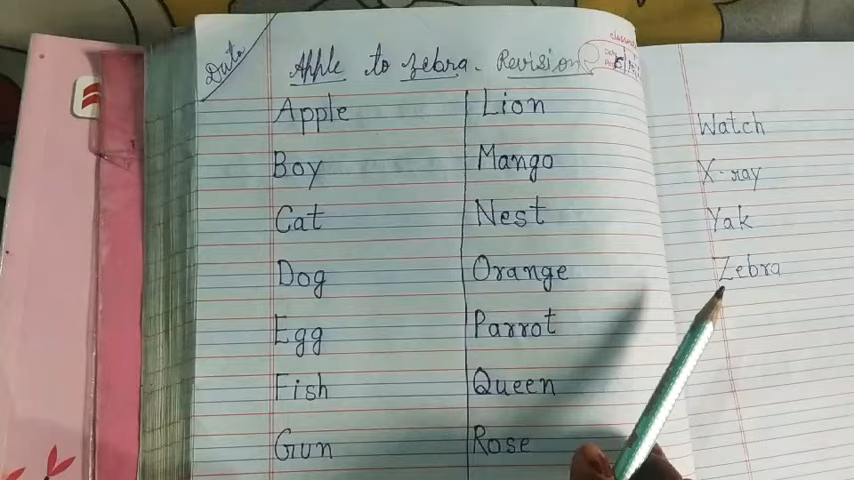 Date
Apple to zebra. Revision
Apple
Boy
Cat
Dog
Egg
Fish
Gun
Lion
Mango
Nest
Orange
Parrot
Queen
Rose
Watch
X-ray
Yak
Zebra